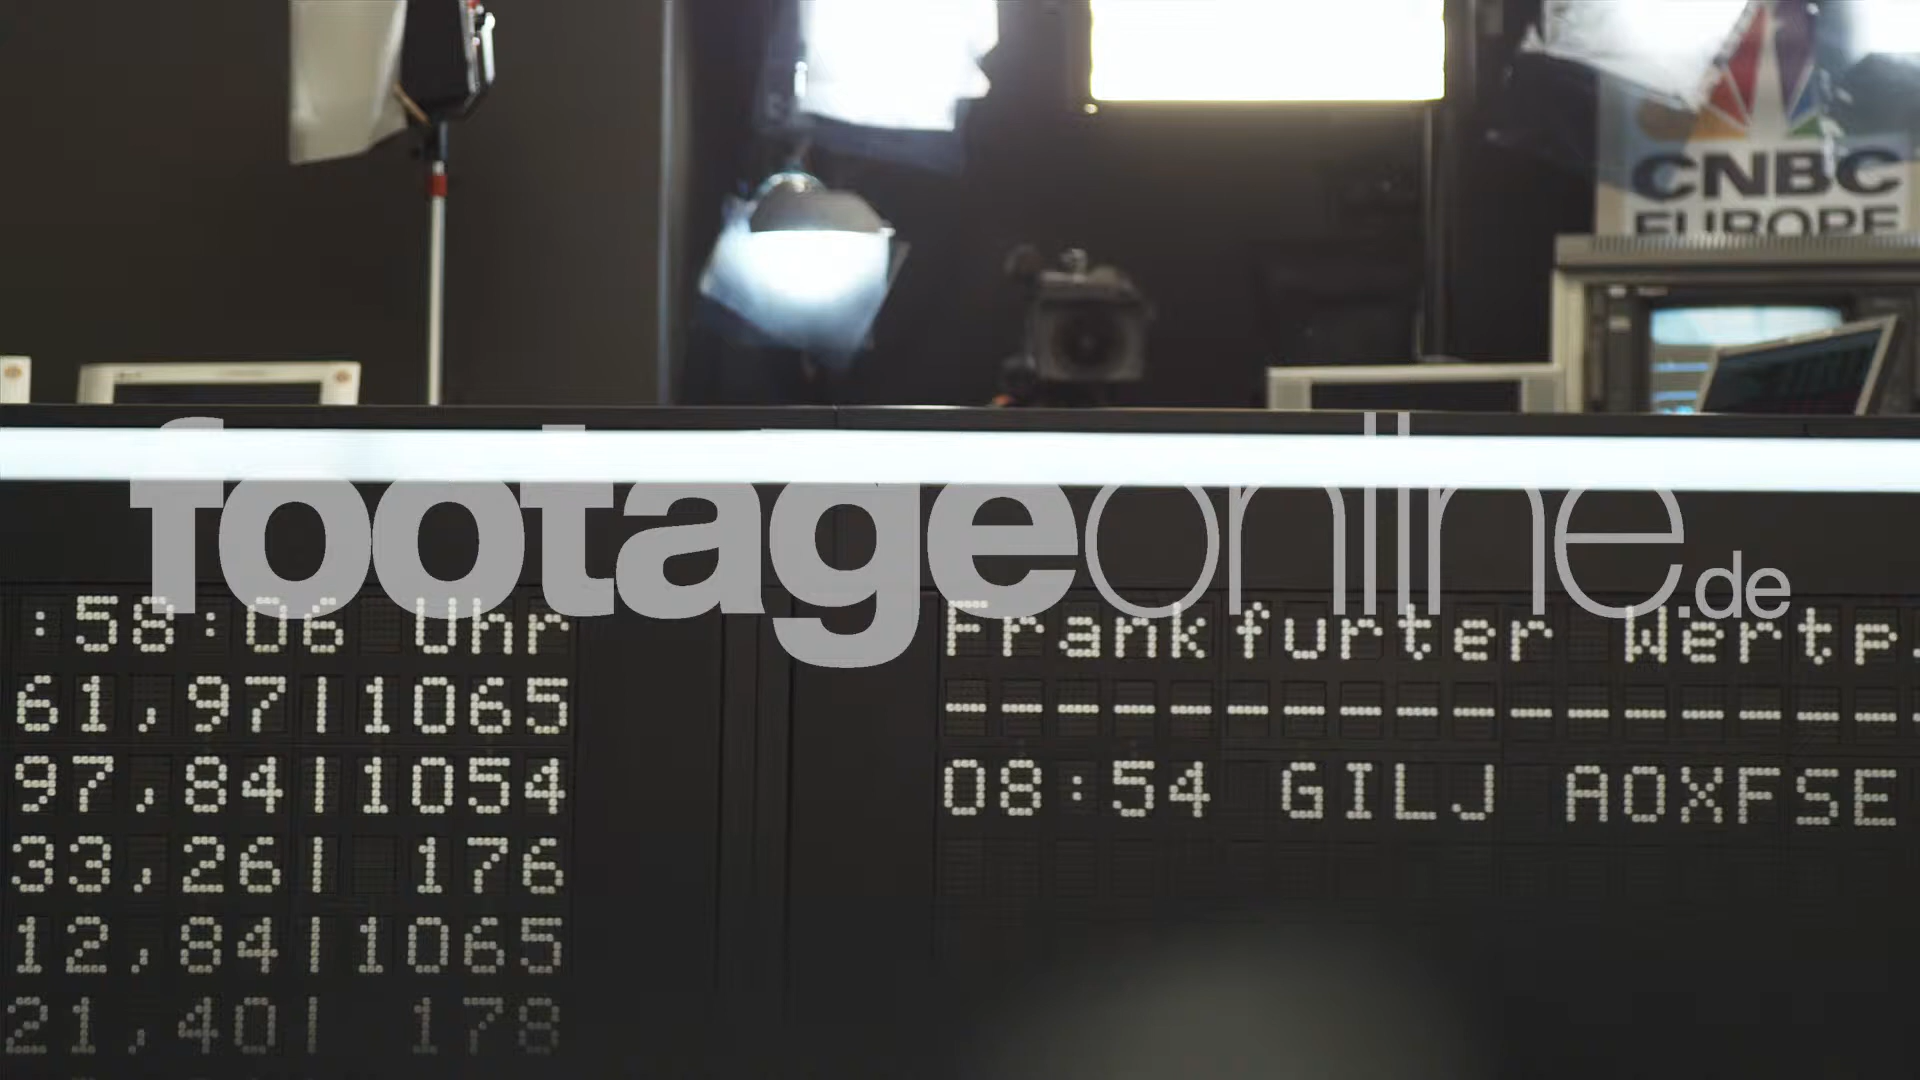 CNBC
EUROPE
footageonline.de
:58:06 Uhr
61,97|1065
97,84|1054
33,26| 176
12,84|1065
21,40| 178
Frankfurter Wertp
-----------------
08:54 GILJ AOXFSE